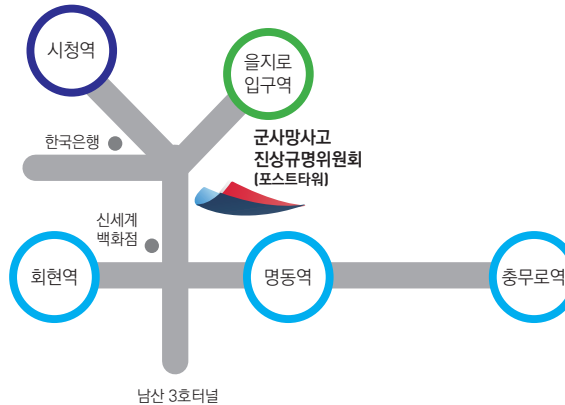 시청역
을지로
입구역
한국은행
군사망사고
진상규명위원회
(포스트타워)
신세계
백화점
회현역
명동역
충무로역
남산 3호터널